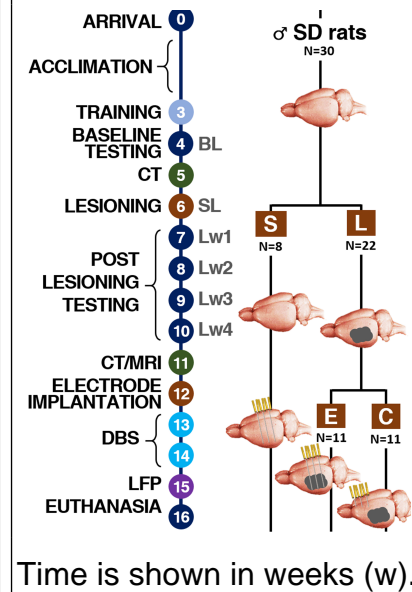 ARRIVAL 0
ACCLIMATION
TRAINING 3
BASELINE
TESTING 4 BL
CT 5
LESIONING 6 SL
7 Lw1
POST
LESIONING
TESTING
8 Lw2
9 Lw3
10 Lw4
CT/MRI 11
ELECTRODE
IMPLANTATION 12
DBS
13
14
LFP 15
EUTHANASIA
16
♂ SD rats
N=30
S L
N=8 N=22
E C
N=11 N=11
Time is shown in weeks (w).